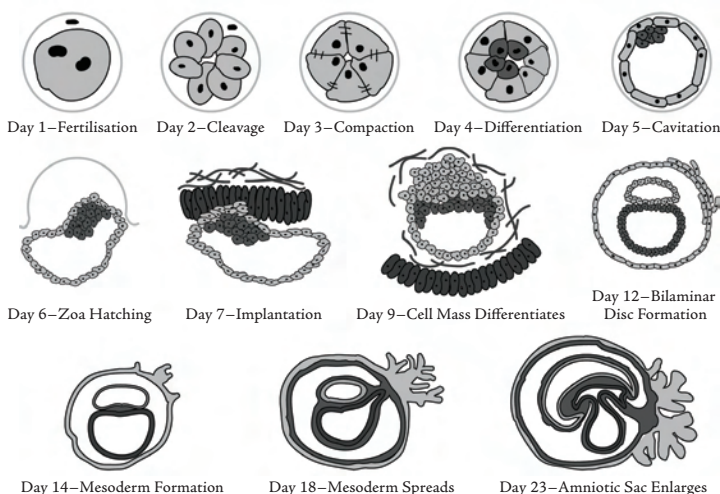 Day 1–Fertilisation
Day 2–Cleavage
Day 3–Compaction
Day 4–Differentiation
Day 5–Cavitation
Day 6–Zoa Hatching
Day 7–Implantation
Day 9–Cell Mass Differentiates
Day 12–Bilaminar
Disc Formation
Day 14–Mesoderm Formation
Day 18–Mesoderm Spreads
Day 23–Amniotic Sac Enlarges